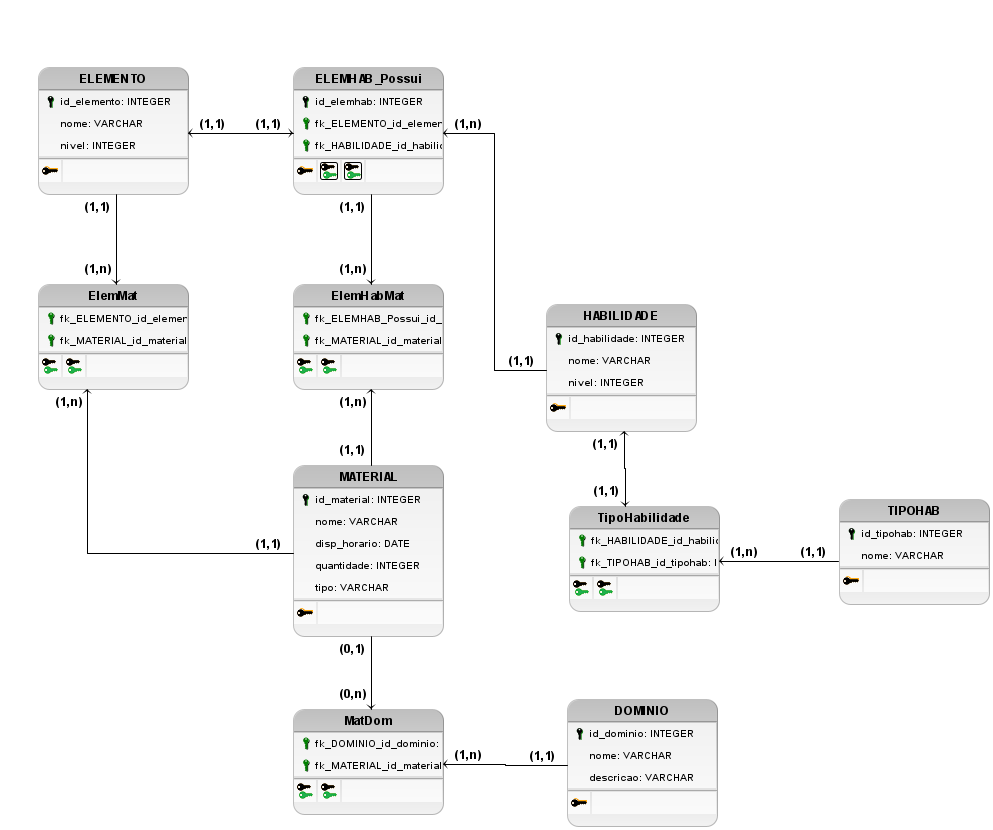 ELEMENTO
id_elemento: INTEGER
nome: VARCHAR
nivel: INTEGER
(1,1)
(1,1)
ELEMHAB_Possui
id_elemhab: INTEGER
fk_ELEMENTO_id_elemen
fk_HABILIDADE_id_habilid
(1,n)
(1,1)
(1,n)
(1,1)
(1,n)
ElemMat
fk_ELEMENTO_id_elemen
fk_MATERIAL_id_material
(1,n)
ElemHabMat
fk_ELEMHAB_Possui_id_
fk_MATERIAL_id_material
(1,n)
(1,1)
HABILIDADE
id_habilidade: INTEGER
nome: VARCHAR
nivel: INTEGER
(1,1)
(1,1)
(1,1)
(1,1)
MATERIAL
id_material: INTEGER
nome: VARCHAR
disp_horario: DATE
quantidade: INTEGER
tipo: VARCHAR
TipoHabilidade
fk_HABILIDADE_id_habilid
fk_TIPOHAB_id_tipohab: I
(1,n)
(1,1)
TIPOHAB
id_tipohab: INTEGER
nome: VARCHAR
(0,1)
(0,n)
MatDom
fk_DOMINIO_id_dominio:
fk_MATERIAL_id_material
(1,n)
(1,1)
DOMINIO
id_dominio: INTEGER
nome: VARCHAR
descricao: VARCHAR